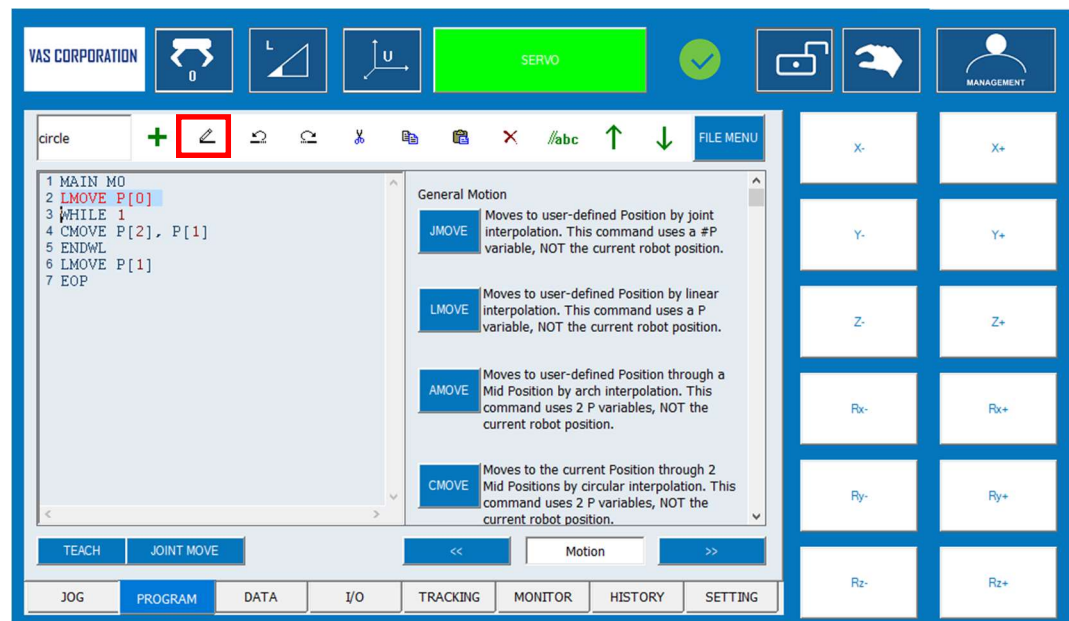 VAS CORPORATION
0
L
U
SERVO
MANAGEMENT
circle
//abc
FILE MENU
1 MAIN M0
2 LMOVE P[0]
3 WHILE 1
4 CMOVE P[2], P[1]
5 ENDWL
6 LMOVE P[1]
7 EOP
General Motion
JMOVE
Moves to user-defined Position by joint
interpolation. This command uses a #P
variable, NOT the current robot position.
LMOVE
Moves to user-defined Position by linear
interpolation. This command uses a P
variable, NOT the current robot position.
AMOVE
Moves to user-defined Position through a
Mid Position by arch interpolation. This
command uses 2 P variables, NOT the
current robot position.
CMOVE
Moves to the current Position through 2
Mid Positions by circular interpolation. This
command uses 2 P variables, NOT the
current robot position.
TEACH
JOINT MOVE
<<
Motion
>>
JOG
PROGRAM
DATA
I/O
TRACKING
MONITOR
HISTORY
SETTING
X-
X+
Y-
Y+
Z-
Z+
Rx-
Rx+
Ry-
Ry+
Rz-
Rz+